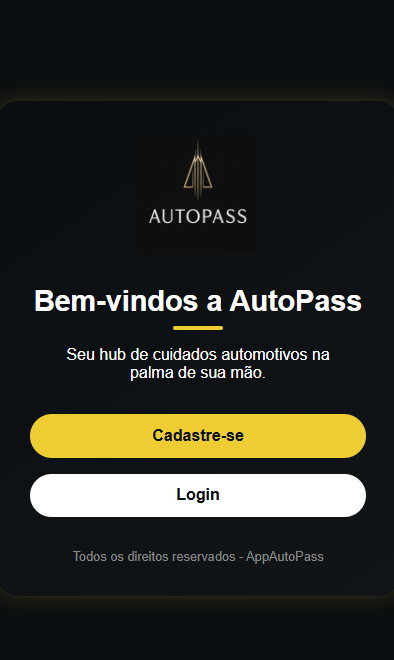 AUTOPASS
Bem-vindos a AutoPass
Seu hub de cuidados automotivos na
palma de sua mão.
Cadastre-se
Login
Todos os direitos reservados - AppAutoPass